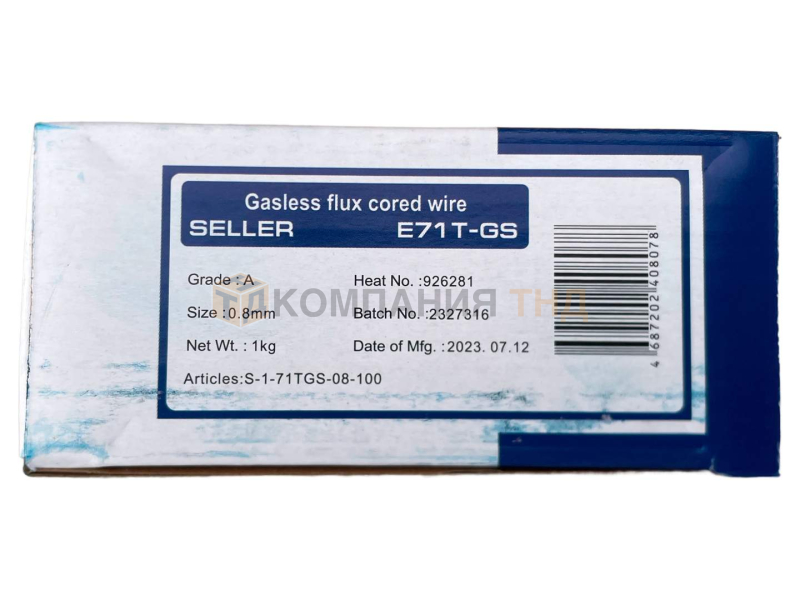 Gasless flux cored wire
SELLER E71T-GS
Grade : A Heat No. :926281
ТД КОМПАНИЯ ТНД
Size :0.8mm Batch No. :2327316
Net Wt. : 1kg Date of Mfg. :2023. 07.12
Articles:S-1-71TGS-08-100
4 687202 408078